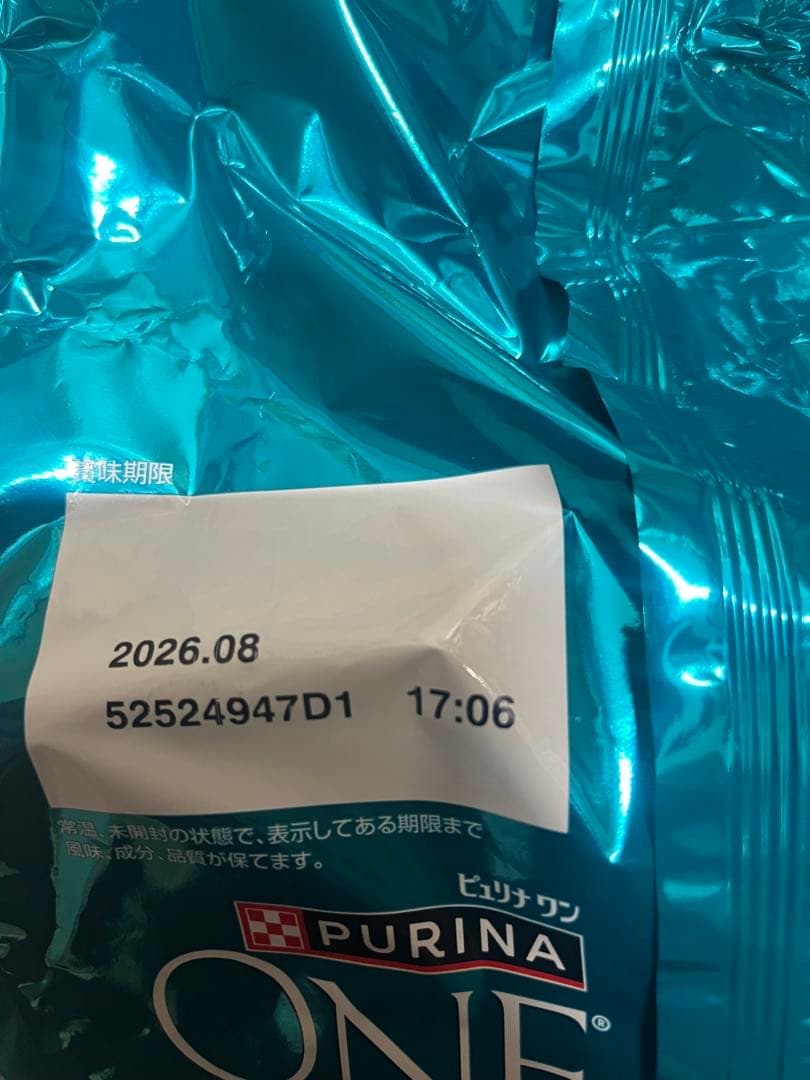 賞味期限
2026.08
52524947D1 17:06
常温、未開封の状態で、表示してある期限まで
風味、成分、品質が保てます。
ピュリナ ワン
PURINA
ONE®